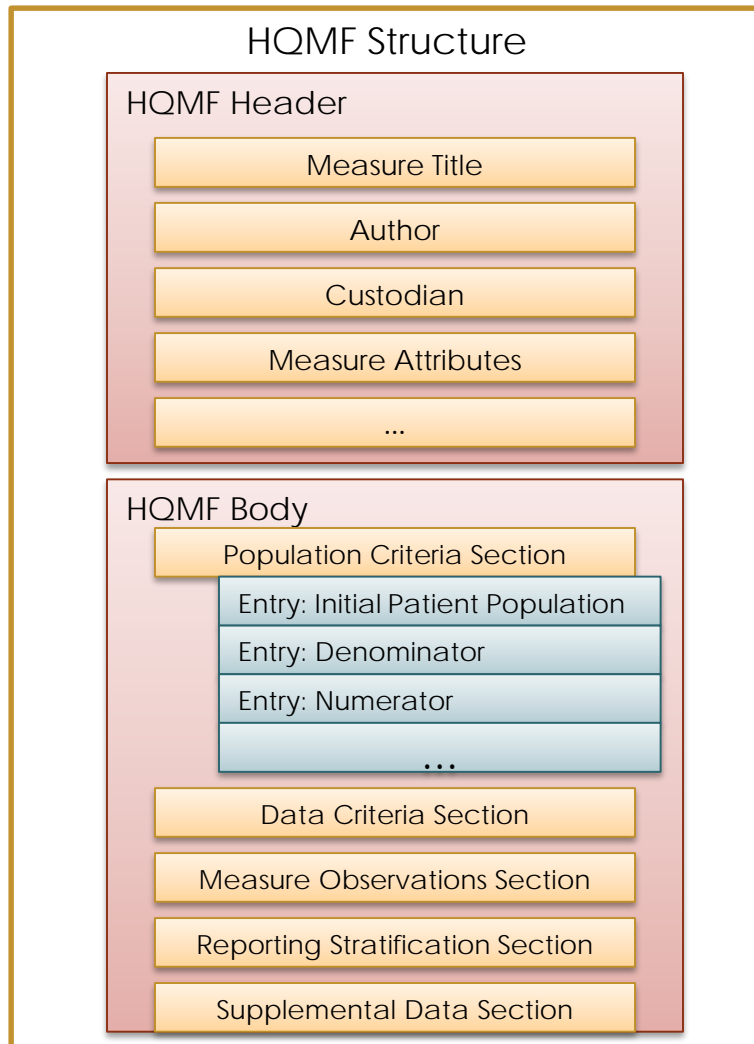 HQMF Structure
HQMF Header
Measure Title
Author
Custodian
Measure Attributes
...
HQMF Body
Population Criteria Section
Entry: Initial Patient Population
Entry: Denominator
Entry: Numerator
...
Data Criteria Section
Measure Observations Section
Reporting Stratification Section
Supplemental Data Section